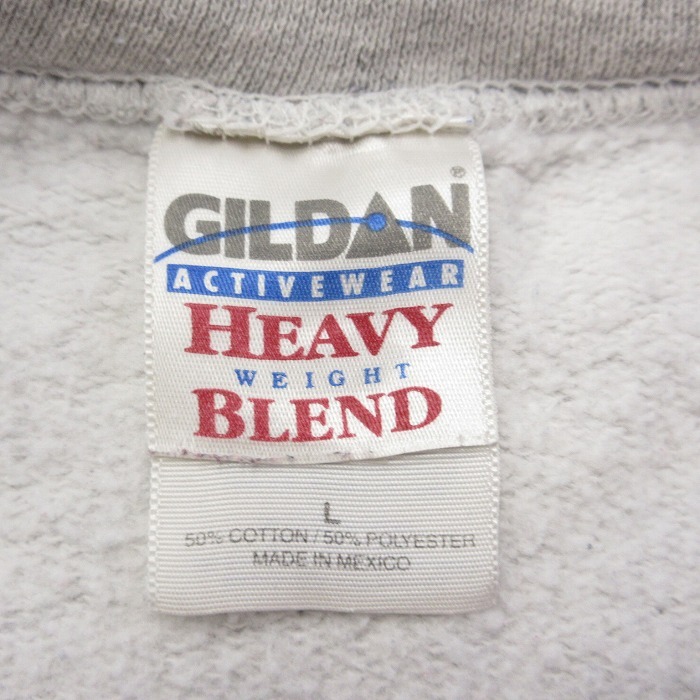 GILDAN®
ACTIVEWEAR
HEAVY
WEIGHT
BLEND
L
50% COTTON / 50% POLYESTER
MADE IN MEXICO